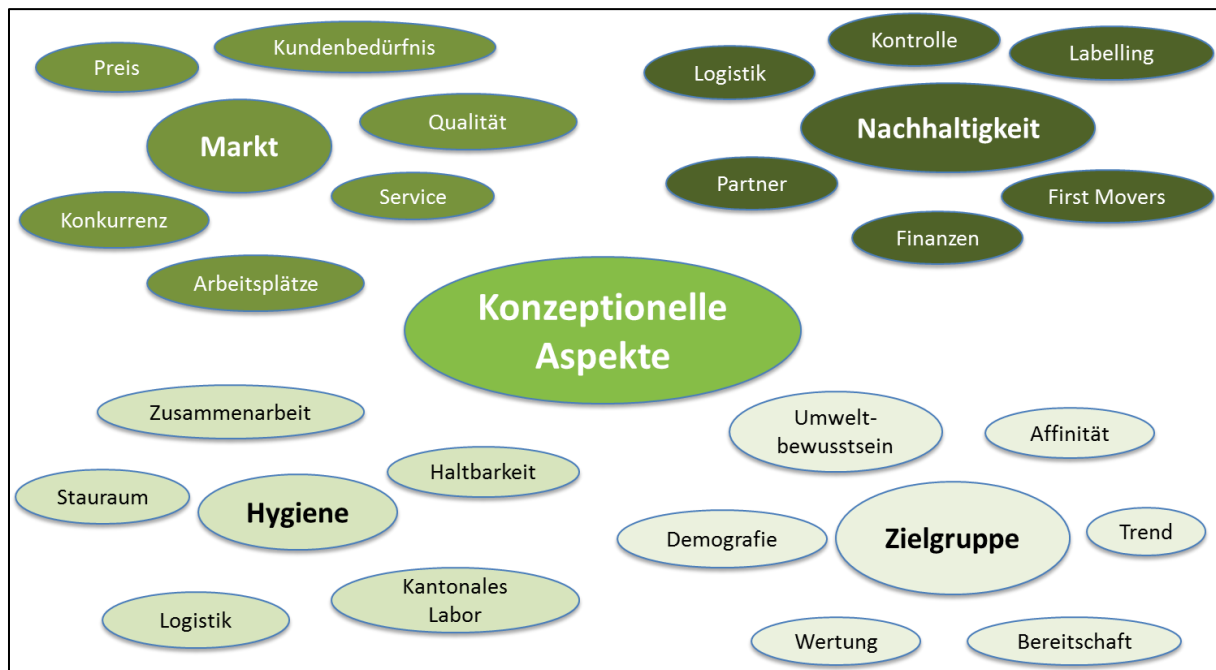 Kundenbedürfnis
Preis
Markt
Qualität
Service
Konkurrenz
Arbeitsplätze
Kontrolle
Labelling
Logistik
Nachhaltigkeit
Partner
First Movers
Finanzen
Konzeptionelle
Aspekte
Zusammenarbeit
Haltbarkeit
Stauraum
Hygiene
Kantonales
Labor
Logistik
Umwelt-
bewusstsein
Affinität
Demografie
Zielgruppe
Trend
Wertung
Bereitschaft